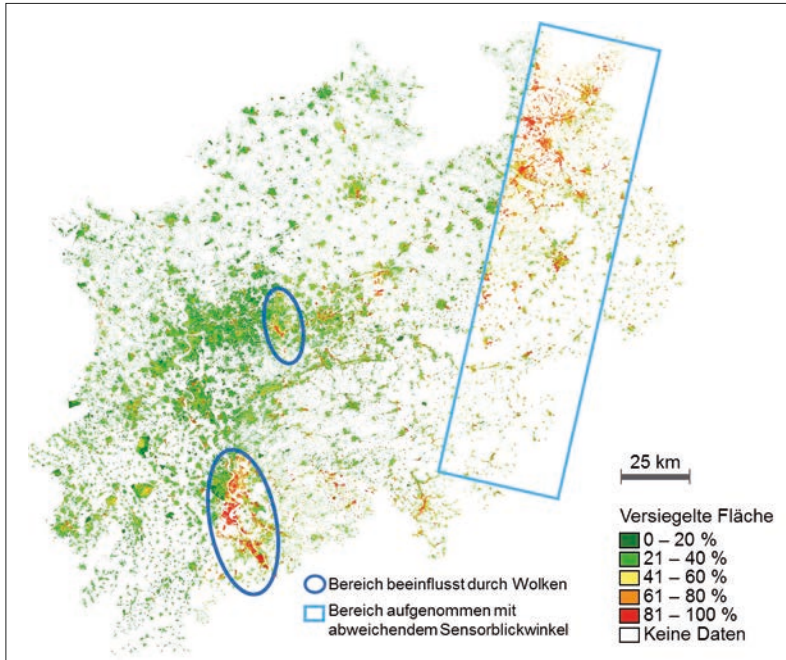 25 km
Versiegelte Fläche
0 – 20 %
21 – 40 %
41 – 60 %
61 – 80 %
81 – 100 %
Keine Daten
Bereich beeinflusst durch Wolken
Bereich aufgenommen mit
abweichendem Sensorblickwinkel